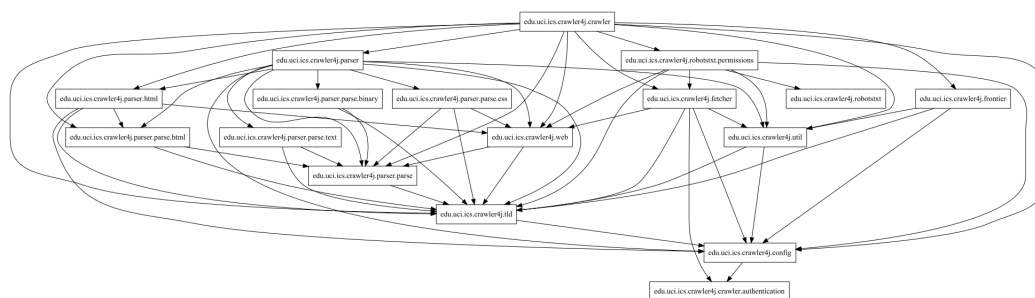 edu.uci.ics.crawler4j.crawler
edu.uci.ics.crawler4j.parser
edu.uci.ics.crawler4j.robotstxt.permissions
edu.uci.ics.crawler4j.parser.html
edu.uci.ics.crawler4j.parser.parse.binary
edu.uci.ics.crawler4j.parser.parse.css
edu.uci.ics.crawler4j.fetcher
edu.uci.ics.crawler4j.robotstxt
edu.uci.ics.crawler4j.frontier
edu.uci.ics.crawler4j.parser.parse.html
edu.uci.ics.crawler4j.parser.parse.text
edu.uci.ics.crawler4j.web
edu.uci.ics.crawler4j.util
edu.uci.ics.crawler4j.parser.parse
edu.uci.ics.crawler4j.tld
edu.uci.ics.crawler4j.config
edu.uci.ics.crawler4j.crawler.authentication